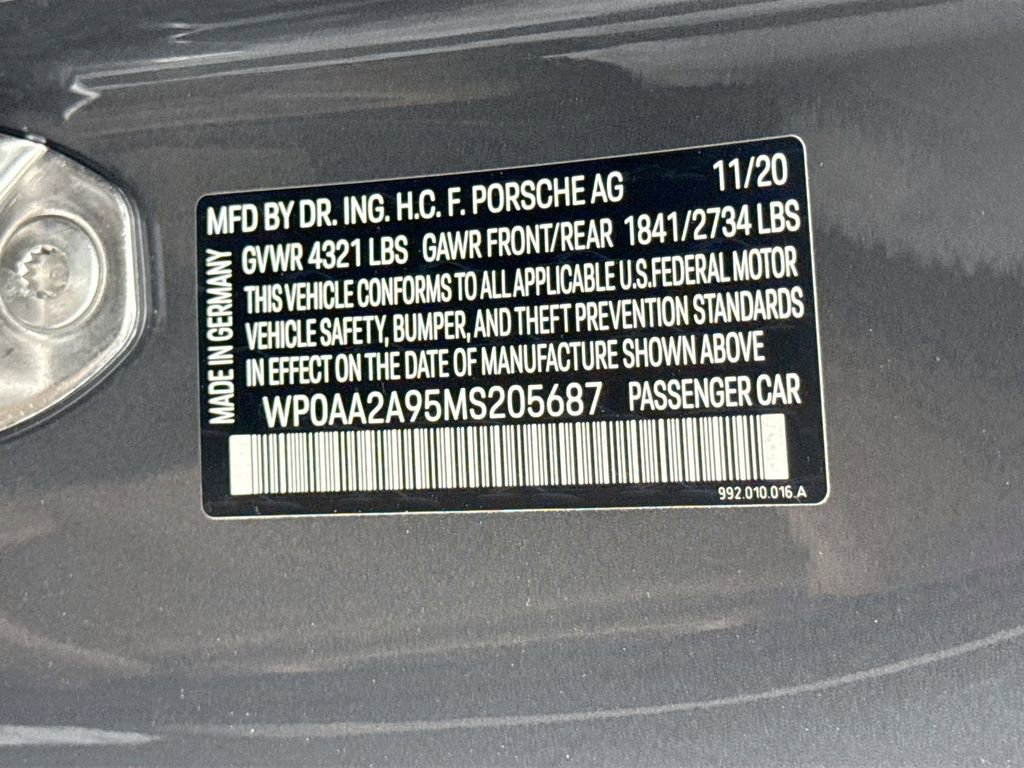 MFD BY DR. ING. H.C. F. PORSCHE AG 11/20
GVWR 4321 LBS GAWR FRONT/REAR 1841/2734 LBS
THIS VEHICLE CONFORMS TO ALL APPLICABLE U.S.FEDERAL MOTOR
VEHICLE SAFETY, BUMPER, AND THEFT PREVENTION STANDARDS
IN EFFECT ON THE DATE OF MANUFACTURE SHOWN ABOVE
MADE IN GERMANY
WP0AA2A95MS205687 PASSENGER CAR
992.010.016.A